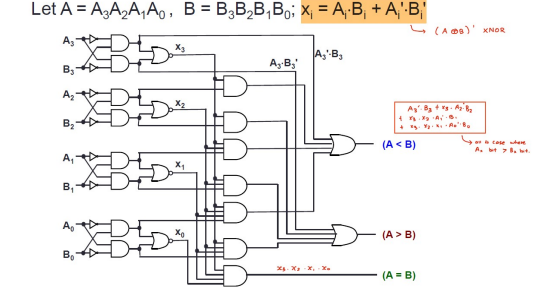 Let A = A₃A₂A₁A₀ , B = B₃B₂B₁B₀; xᵢ = Aᵢ·Bᵢ + Aᵢ'·Bᵢ'
(A⊕B)' XNOR
A₃
x₃
A₃'·B₃
B₃
A₃·B₃'
A₂
x₂
B₂
A₃'·B₃ + x₃·A₂'·B₂
+ x₃·x₂·A₁'·B₁
+ x₃·x₂·x₁·A₀'·B₀
(A < B)
case where
A₁
x₁
B₁
A₀
x₀
B₀
(A > B)
x₃·x₂·x₁·x₀
(A = B)